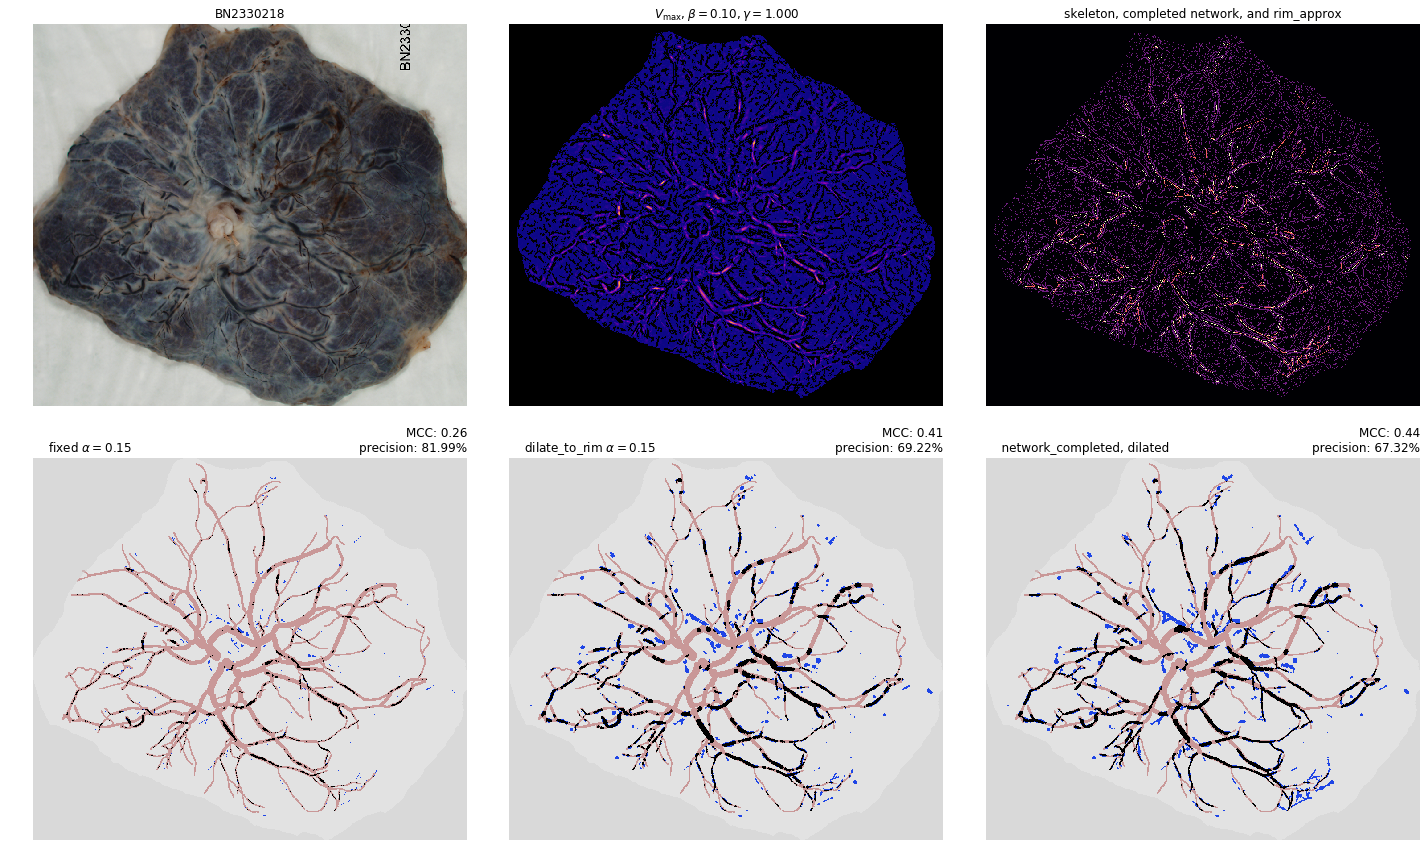 BN2330218
V_max, β = 0.10, γ = 1.000
skeleton, completed network, and rim_approx
BN2330
fixed α = 0.15
MCC: 0.26
precision: 81.99%
dilate_to_rim α = 0.15
MCC: 0.41
precision: 69.22%
network_completed, dilated
MCC: 0.44
precision: 67.32%